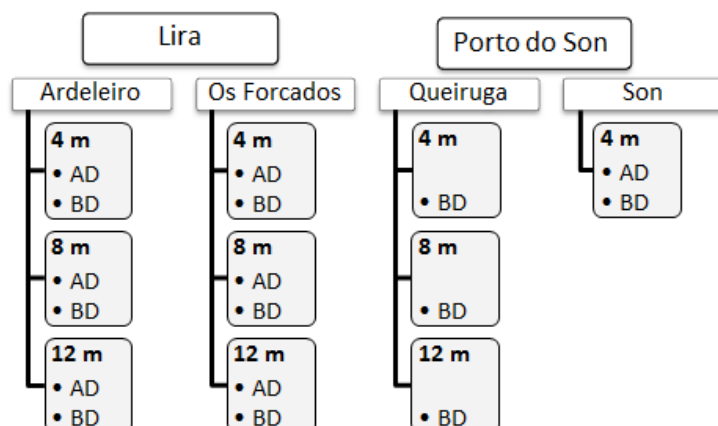 Lira
Porto do Son
Ardeleiro
Os Forcados
Queiruga
Son
4 m
• AD
• BD
8 m
• AD
• BD
12 m
• AD
• BD
4 m
• AD
• BD
8 m
• AD
• BD
12 m
• AD
• BD
4 m
• BD
8 m
• BD
12 m
• BD
4 m
• AD
• BD